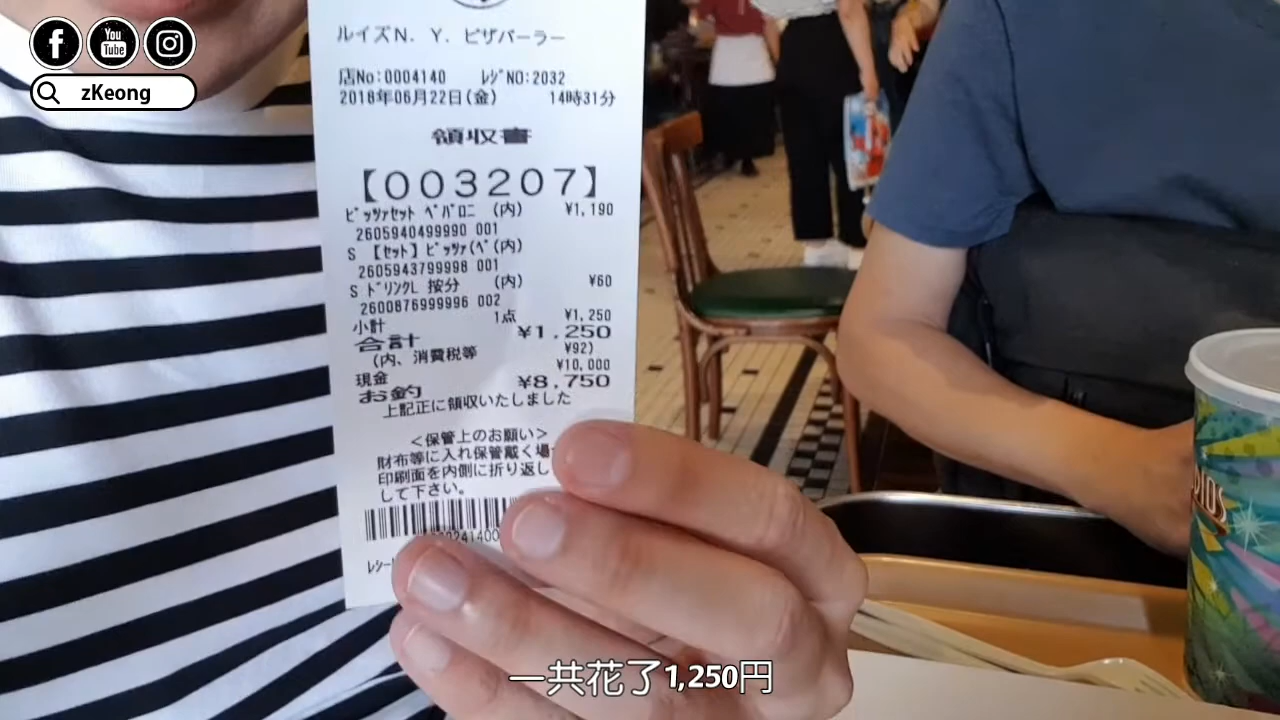 f
You
Tube
zKeong
ルイズN. Y. ピザパーラー
店No:0004140 ﾚｼﾞNO:2032
2018年06月22日(金) 14時31分
領収書
【003207】
ﾋﾟｯﾂｧｾｯﾄ ﾍﾟﾊﾟﾛﾆ (内) ¥1,190
2605940499990 001
S 【ｾｯﾄ】ﾋﾟｯﾂｧ(ﾍﾟ(内)
2605943799998 001
S ﾄﾞﾘﾝｸL 按分 (内) ¥60
2600876999996 002
小計 1点 ¥1,250
合計 ¥1,250
(内、消費税等 ¥92)
現金 ¥10,000
お釣 ¥8,750
上記正に領収いたしました
<保管上のお願い>
財布等に入れ保管戴く場
印刷面を内側に折り返し
して下さい。
ﾚｼｰ
一共花了1,250円